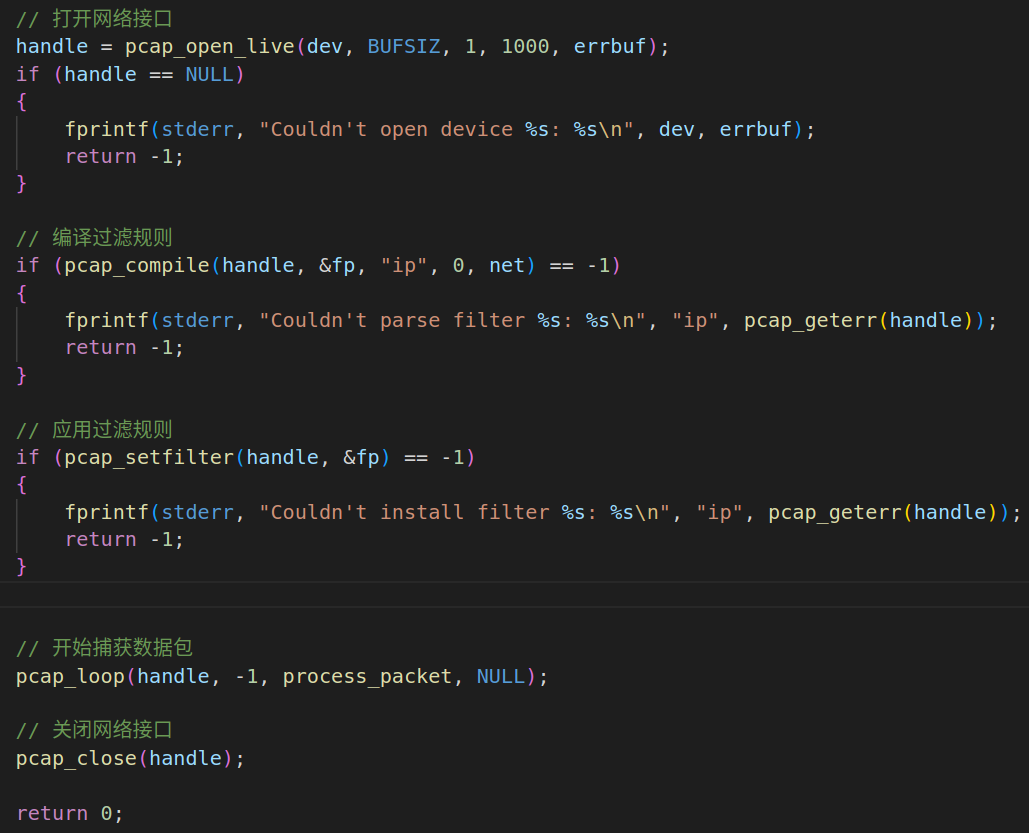 // 打开网络接口
handle = pcap_open_live(dev, BUFSIZ, 1, 1000, errbuf);
if (handle == NULL)
{
    fprintf(stderr, "Couldn't open device %s: %s\n", dev, errbuf);
    return -1;
}

// 编译过滤规则
if (pcap_compile(handle, &fp, "ip", 0, net) == -1)
{
    fprintf(stderr, "Couldn't parse filter %s: %s\n", "ip", pcap_geterr(handle));
    return -1;
}

// 应用过滤规则
if (pcap_setfilter(handle, &fp) == -1)
{
    fprintf(stderr, "Couldn't install filter %s: %s\n", "ip", pcap_geterr(handle));
    return -1;
}

// 开始捕获数据包
pcap_loop(handle, -1, process_packet, NULL);

// 关闭网络接口
pcap_close(handle);

return 0;